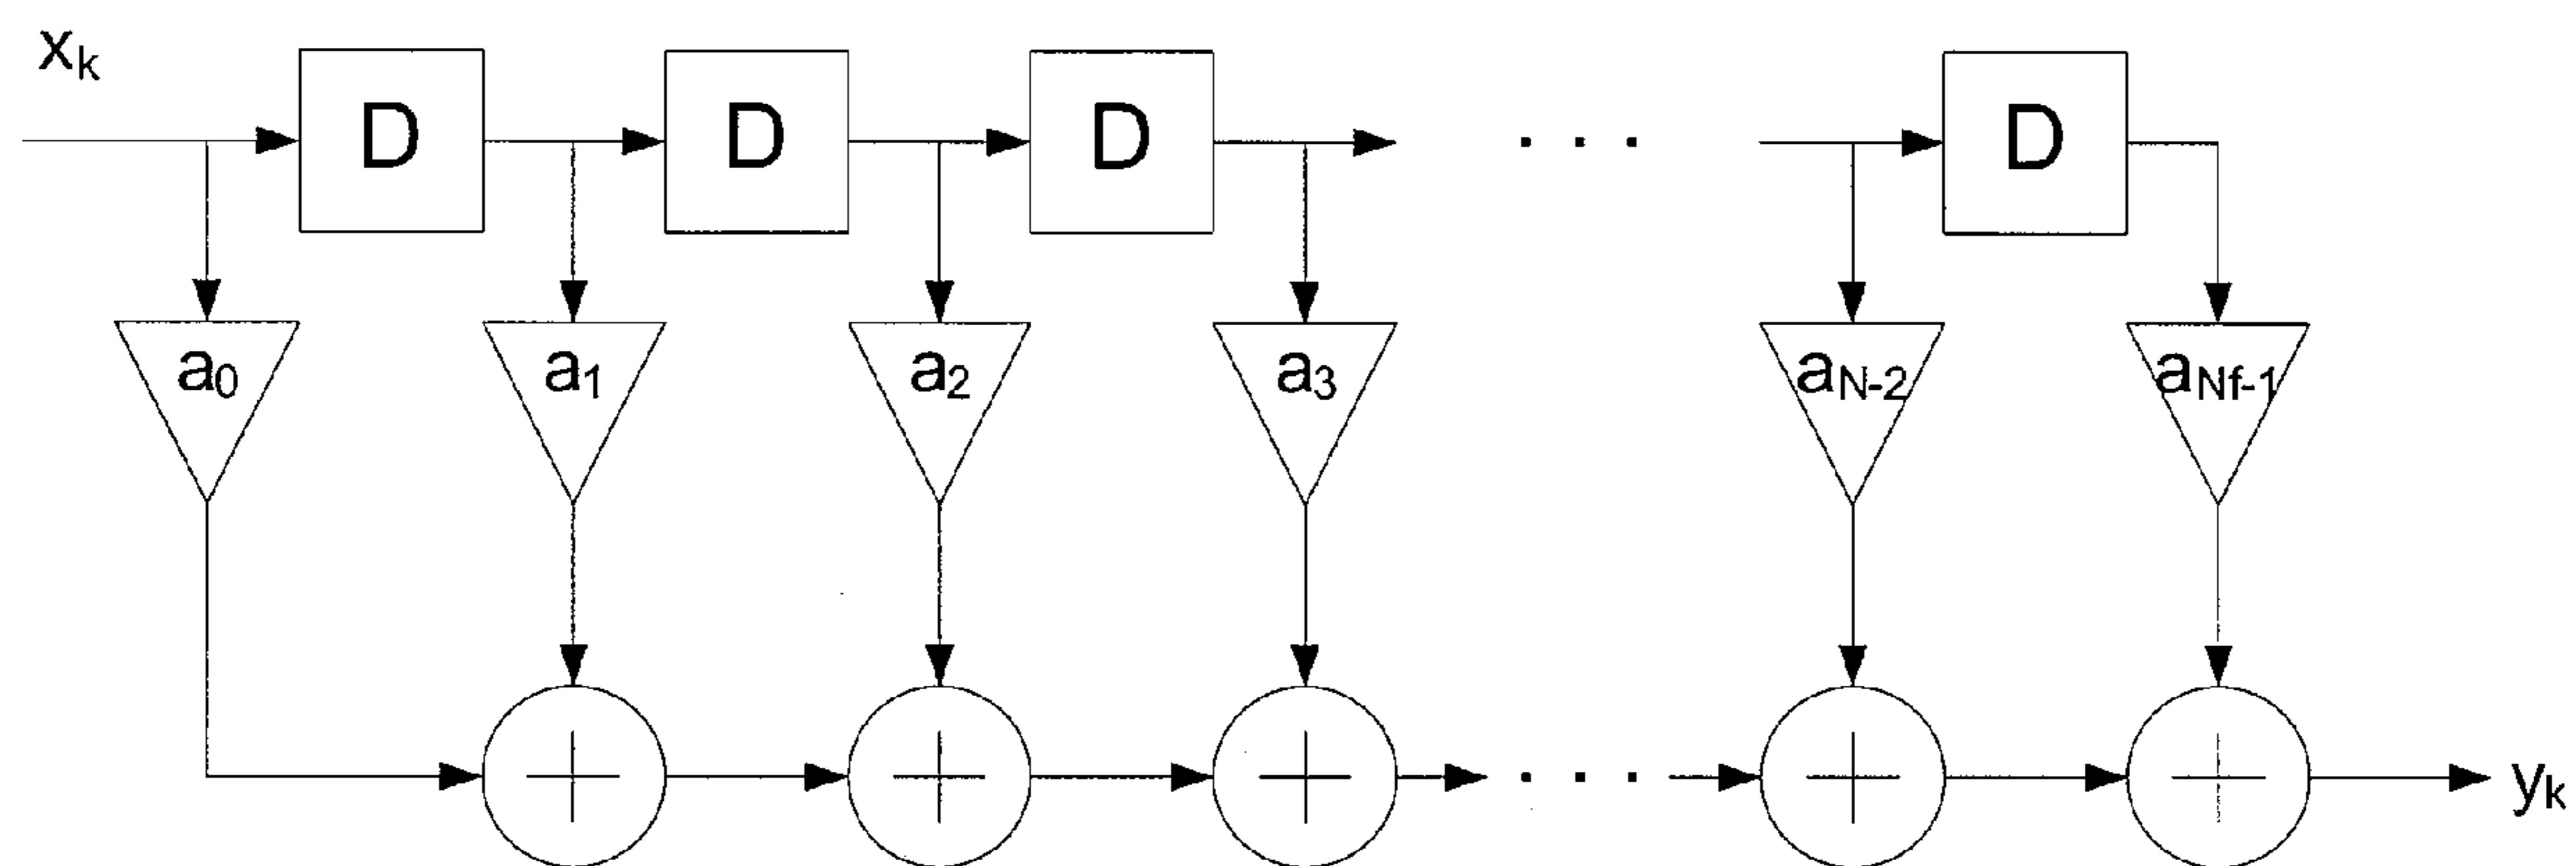 xk
D D D . . . D
a0 a1 a2 a3 aN-2 aNf-1
+ + + . . . + + yk